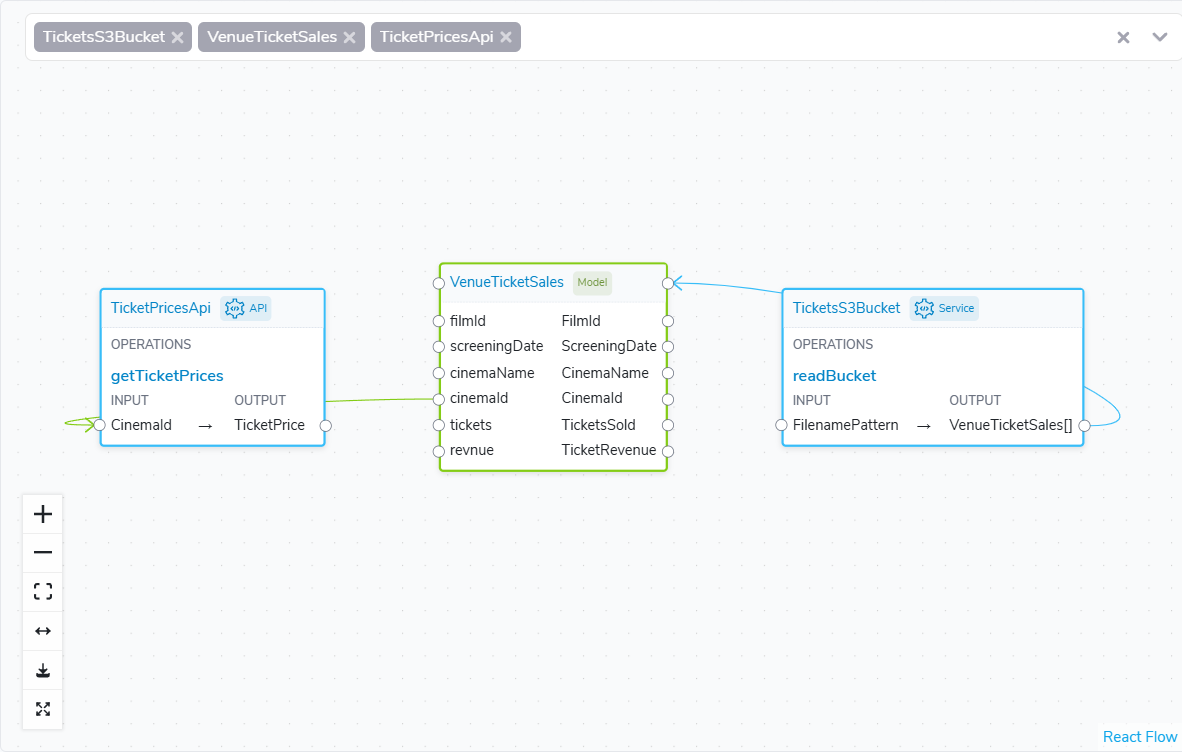 TicketsS3Bucket VenueTicketSales TicketPricesApi
TicketPricesApi API
OPERATIONS
getTicketPrices
INPUT OUTPUT
CinemaId → TicketPrice
VenueTicketSales Model
filmId FilmId
screeningDate ScreeningDate
cinemaName CinemaName
cinemaId CinemaId
tickets TicketsSold
revnue TicketRevenue
TicketsS3Bucket Service
OPERATIONS
readBucket
INPUT OUTPUT
FilenamePattern → VenueTicketSales[]
React Flow